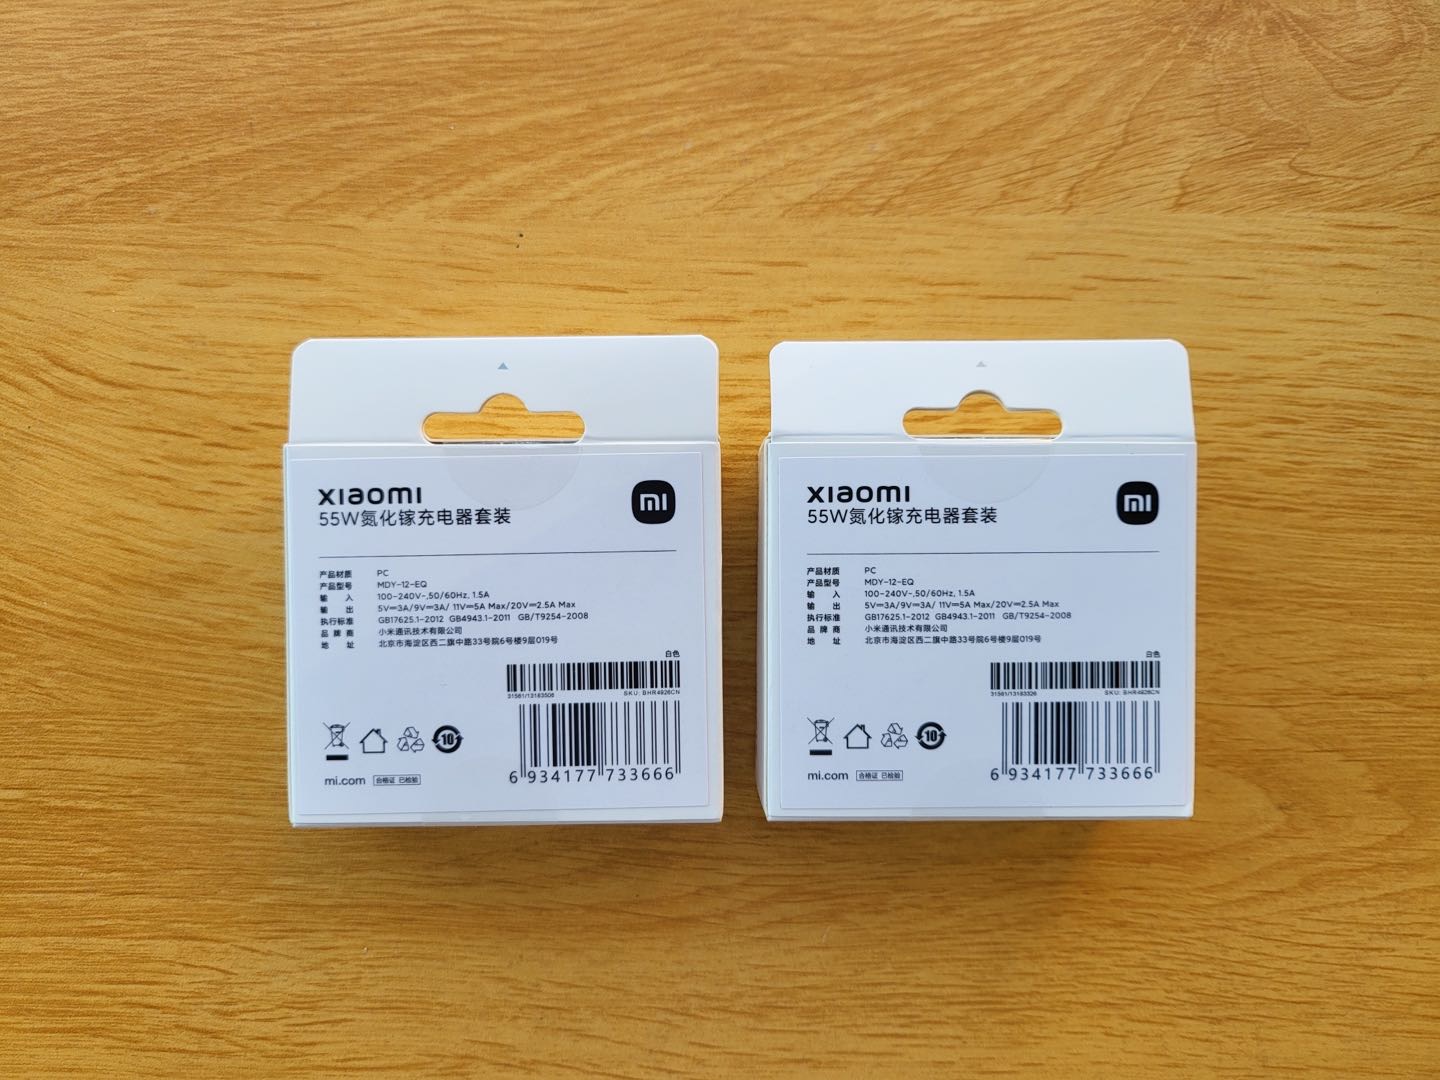 xiaomi
55W氮化镓充电器套装
产品材质 PC
产品型号 MDY-12-EQ
输 入 100-240V~,50/60Hz, 1.5A
输 出 5V⎓3A/9V⎓3A/ 11V⎓5A Max/20V⎓2.5A Max
执行标准 GB17625.1-2012 GB4943.1-2011 GB/T9254-2008
品 牌 商 小米通讯技术有限公司
地 址 北京市海淀区西二旗中路33号院6号楼9层019号
白色
31561/13183506 SKU: BHR4926CN
10
6 934177 733666
mi.com 合格证 已检验
mi
xiaomi
55W氮化镓充电器套装
产品材质 PC
产品型号 MDY-12-EQ
输 入 100-240V~,50/60Hz, 1.5A
输 出 5V⎓3A/9V⎓3A/ 11V⎓5A Max/20V⎓2.5A Max
执行标准 GB17625.1-2012 GB4943.1-2011 GB/T9254-2008
品 牌 商 小米通讯技术有限公司
地 址 北京市海淀区西二旗中路33号院6号楼9层019号
白色
31561/13183326 SKU: BHR4926CN
10
6 934177 733666
mi.com 合格证 已检验
mi